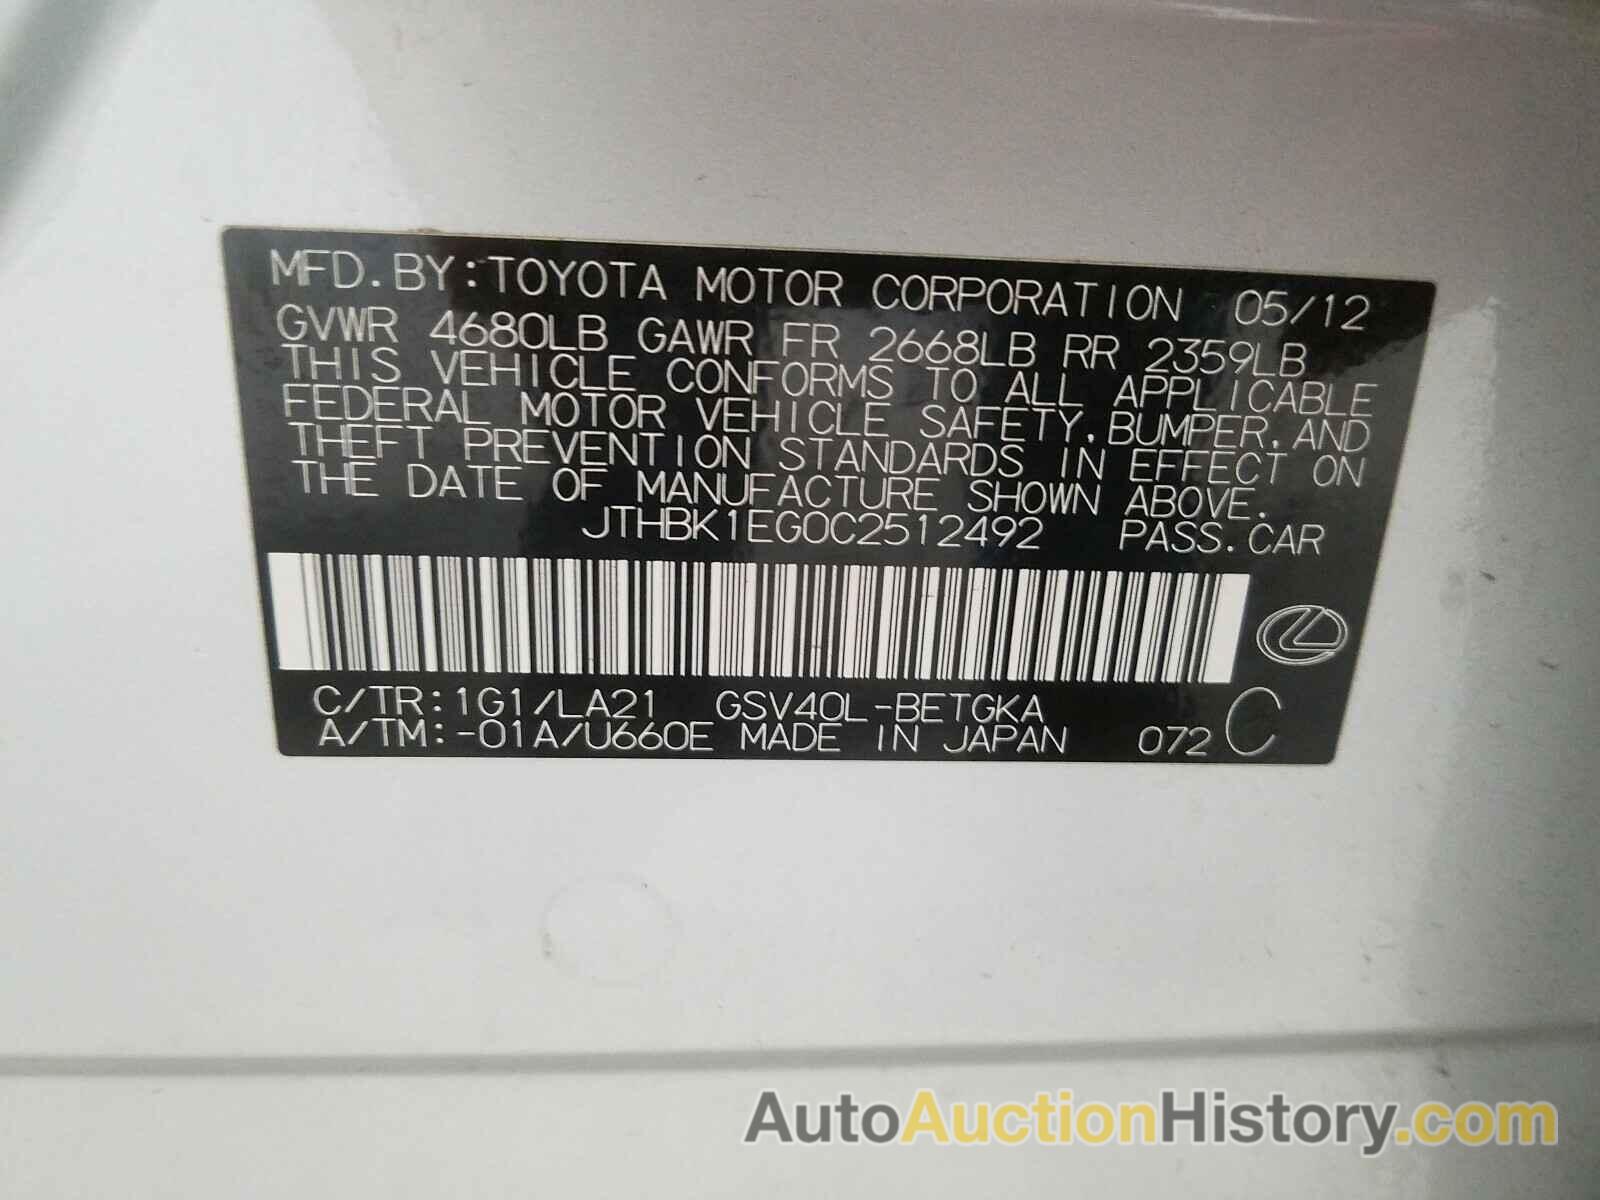 MFD.BY:TOYOTA MOTOR CORPORATION 05/12
GVWR 4680LB GAWR FR 2668LB RR 2359LB
THIS VEHICLE CONFORMS TO ALL APPLICABLE
FEDERAL MOTOR VEHICLE SAFETY,BUMPER,AND
THEFT PREVENTION STANDARDS IN EFFECT ON
THE DATE OF MANUFACTURE SHOWN ABOVE.
JTHBK1EG0C2512492 PASS.CAR
C/TR:1G1/LA21 GSV40L-BETGKA
A/TM:-01A/U660E MADE IN JAPAN 072 C
AutoAuctionHistory.com